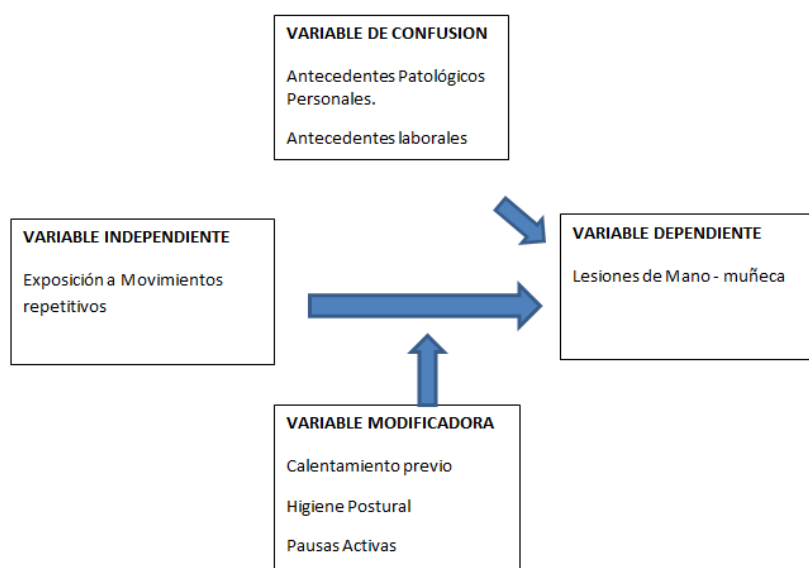 VARIABLE DE CONFUSION
Antecedentes Patológicos
Personales.
Antecedentes laborales
VARIABLE INDEPENDIENTE
Exposición a Movimientos
repetitivos
VARIABLE DEPENDIENTE
Lesiones de Mano - muñeca
VARIABLE MODIFICADORA
Calentamiento previo
Higiene Postural
Pausas Activas